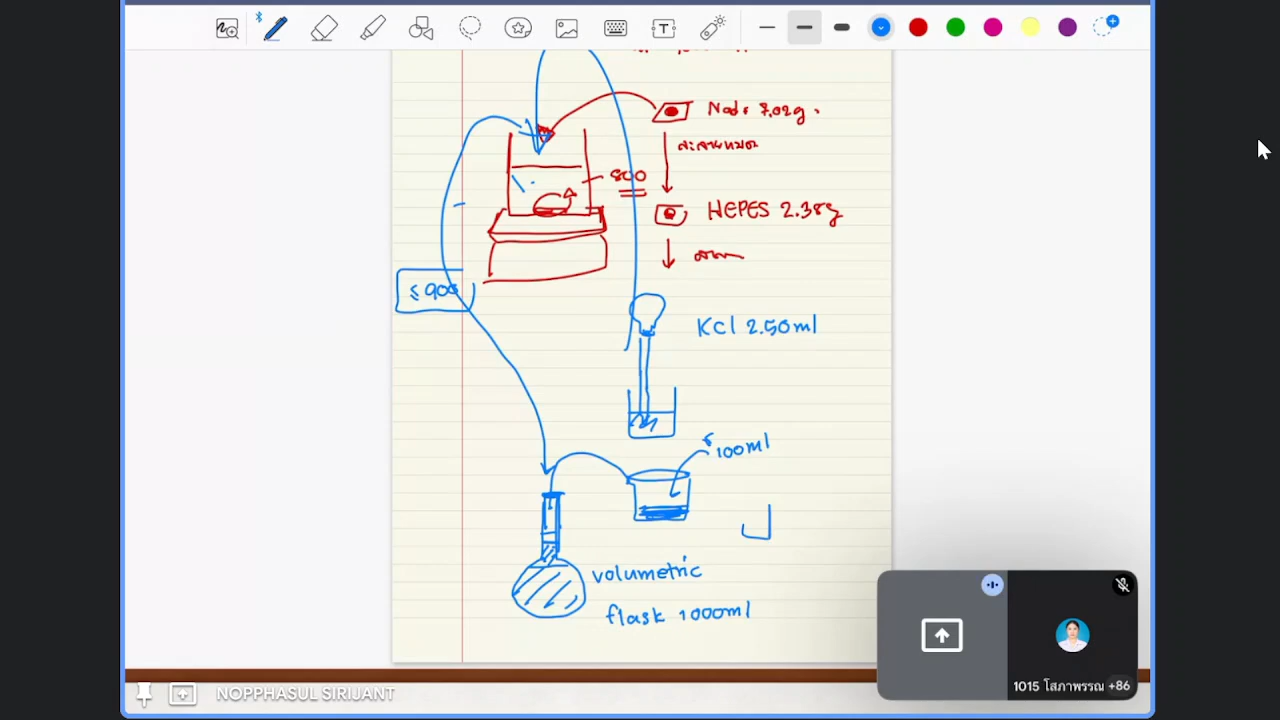 NaCl 7.02g.
ละลายหมด
800
HEPES 2.38g
≤ 900
KCl 2.50ml
100ml
volumetric
flask 1000ml
1015 โสภาพรรณ +86
NOPPHASUL SIRIJANT